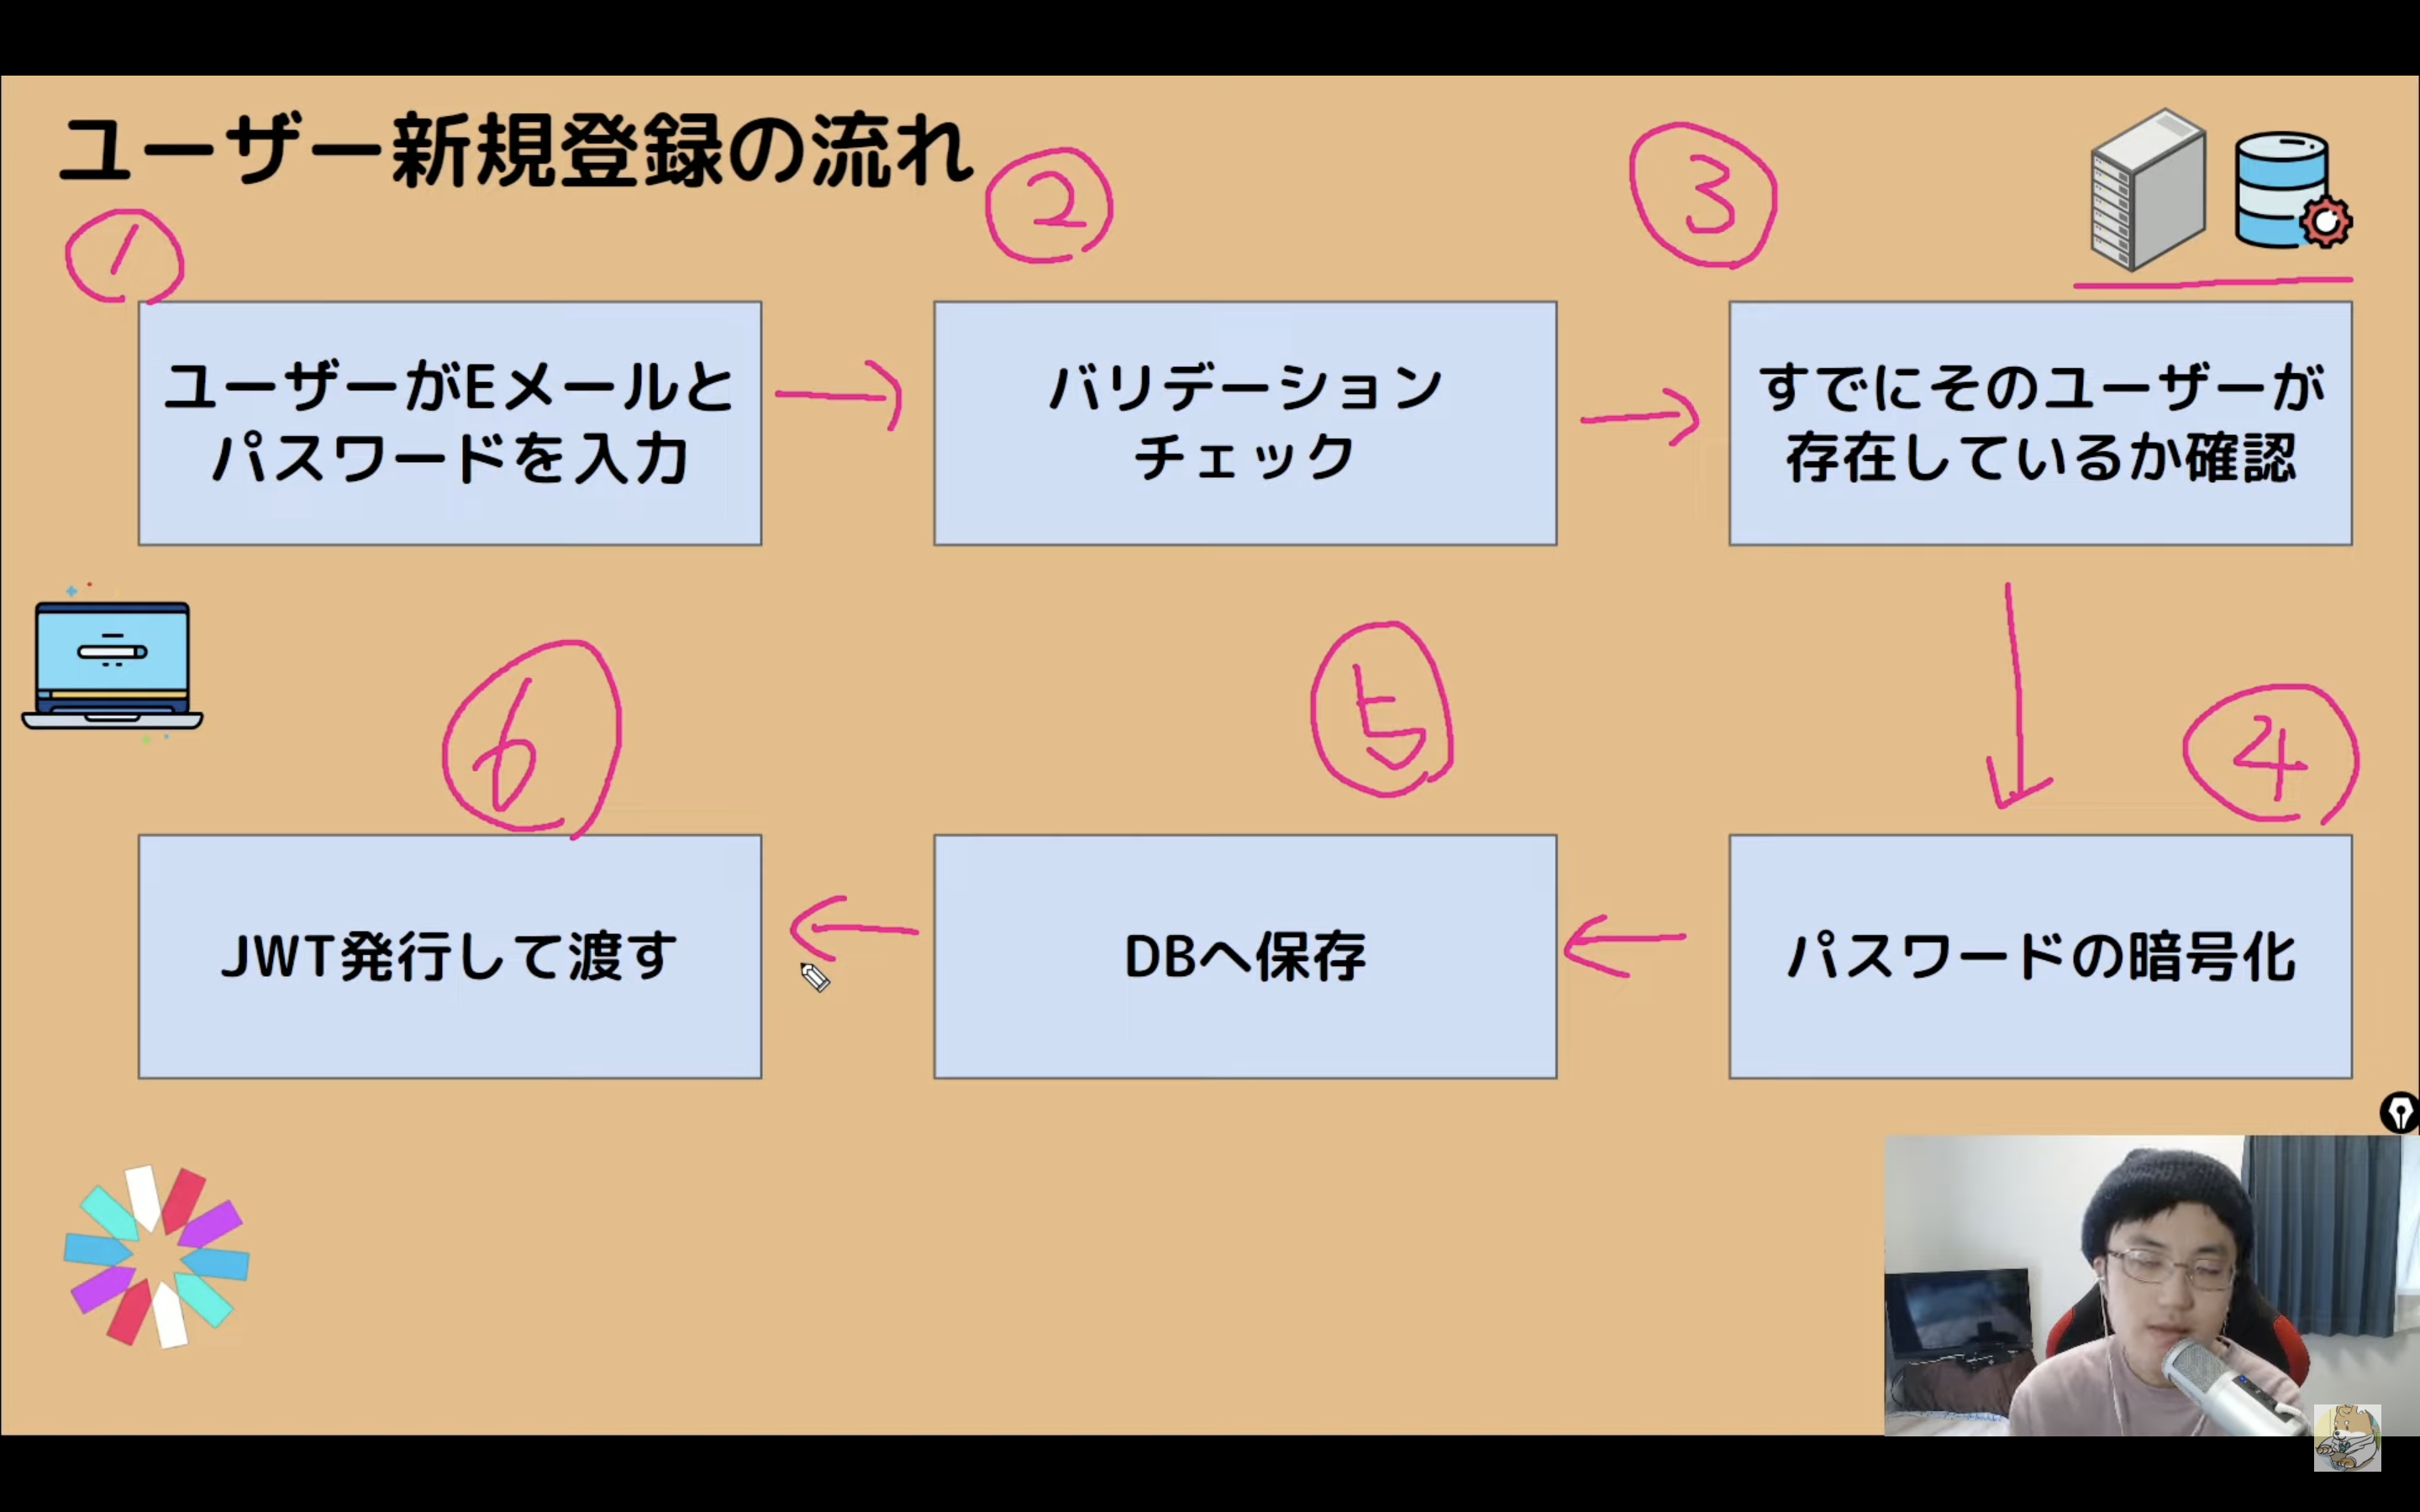 ユーザー新規登録の流れ
1
ユーザーがEメールと
パスワードを入力
2
バリデーション
チェック
3
すでにそのユーザーが
存在しているか確認
4
パスワードの暗号化
5
DBへ保存
6
JWT発行して渡す